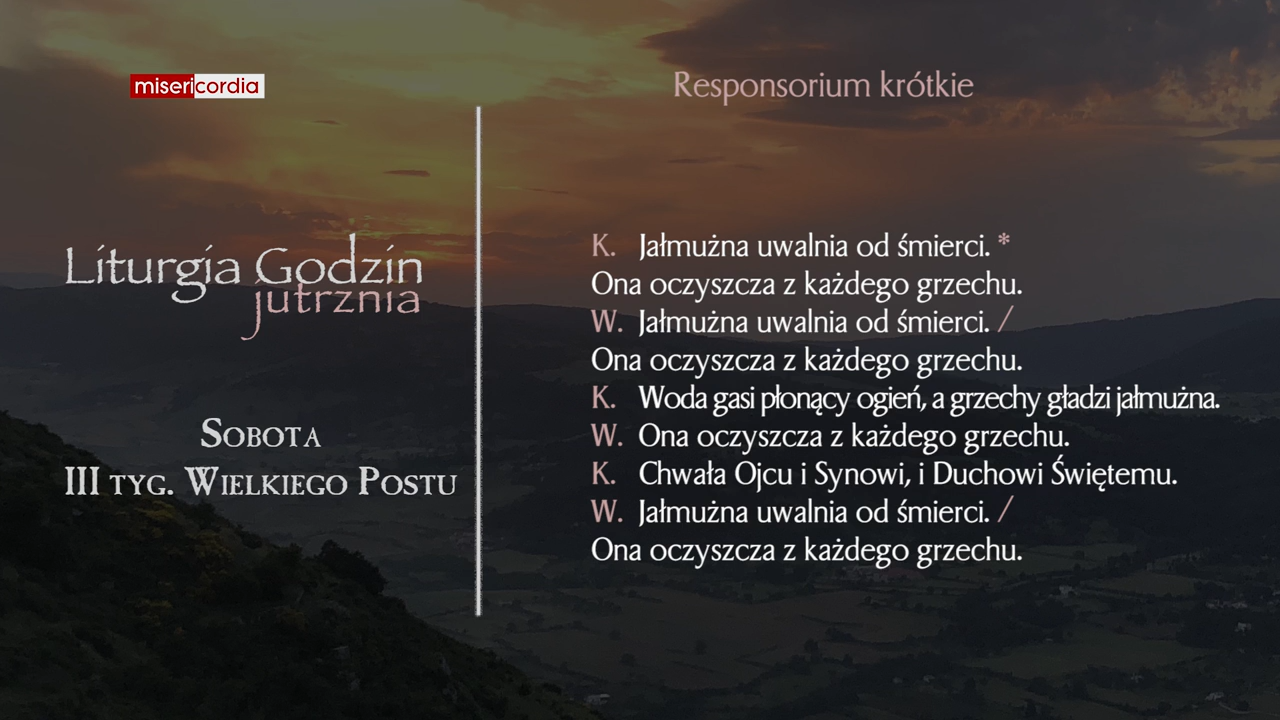 misericordia
Liturgia Godzin
jutrznia
Sobota
III tyg. Wielkiego Postu
Responsorium krótkie
K. Jałmużna uwalnia od śmierci. *
Ona oczyszcza z każdego grzechu.
W. Jałmużna uwalnia od śmierci. /
Ona oczyszcza z każdego grzechu.
K. Woda gasi płonący ogień, a grzechy gładzi jałmużna.
W. Ona oczyszcza z każdego grzechu.
K. Chwała Ojcu i Synowi, i Duchowi Świętemu.
W. Jałmużna uwalnia od śmierci. /
Ona oczyszcza z każdego grzechu.